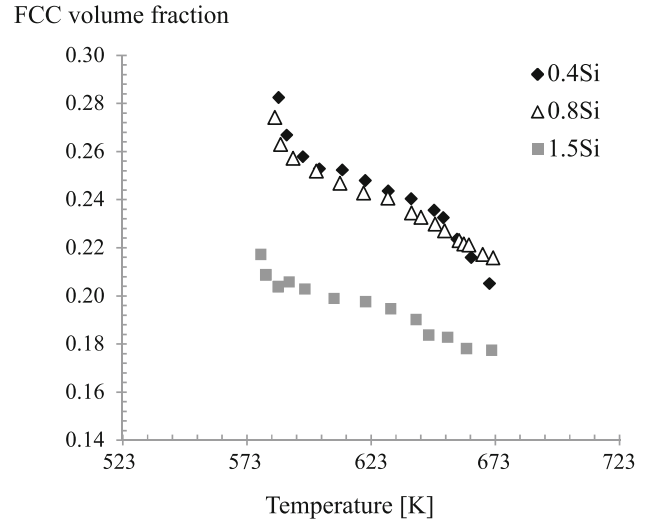 FCC volume fraction
0.30
0.28
0.26
0.24
0.22
0.20
0.18
0.16
0.14
0.4Si
0.8Si
1.5Si
523 573 623 673 723
Temperature [K]